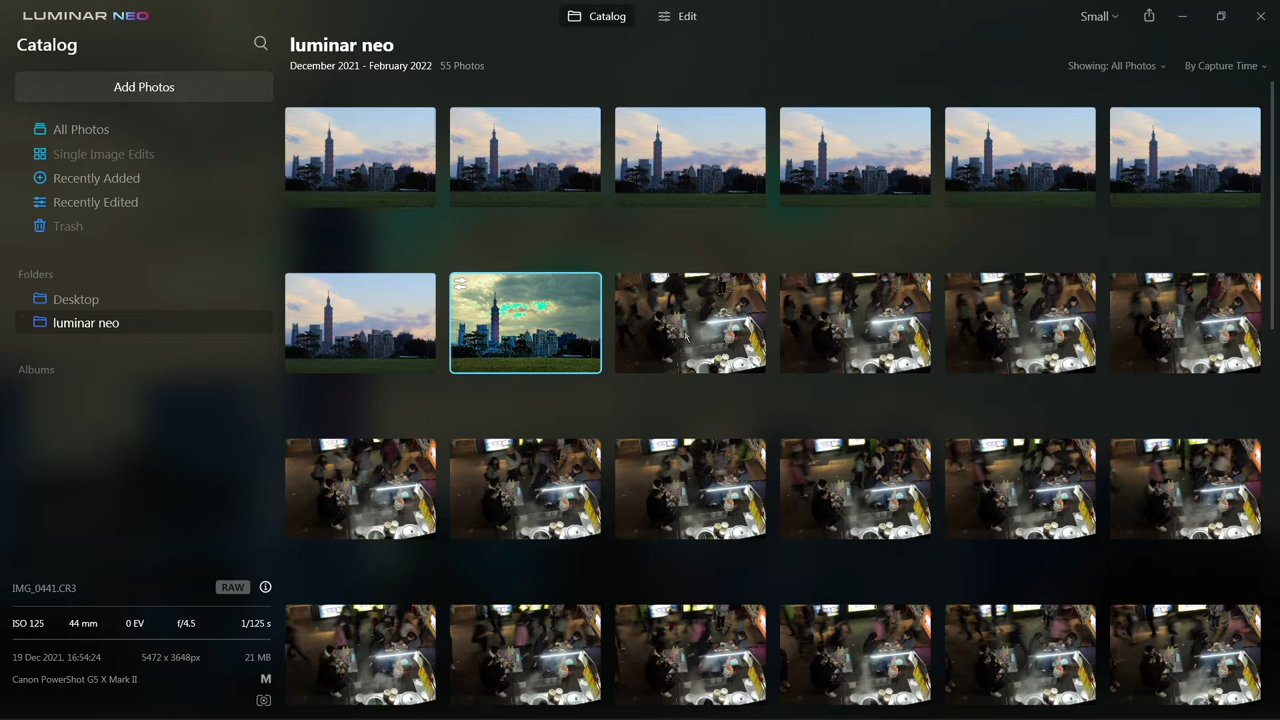 LUMINAR NEO
Catalog
Edit
Small
Catalog
luminar neo
December 2021 - February 2022 55 Photos
Showing: All Photos
By Capture Time
Add Photos
All Photos
Single Image Edits
Recently Added
Recently Edited
Trash
Folders
Desktop
luminar neo
Albums
IMG_0441.CR3
RAW
ISO 125 44 mm 0 EV f/4.5 1/125 s
19 Dec 2021, 16:54:24 5472 x 3648px 21 MB
Canon PowerShot G5 X Mark II M